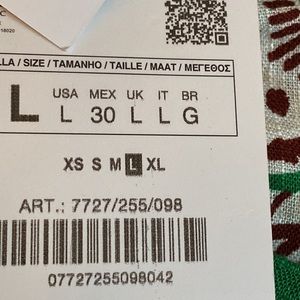 18020
LLA / SIZE / TAMANHO / TAILLE / MAAT / ΜΕΓΕΘΟΣ
L
USA MEX UK IT BR
L 30 L L G
XS S M L XL
ART.: 7727/255/098
07727255098042